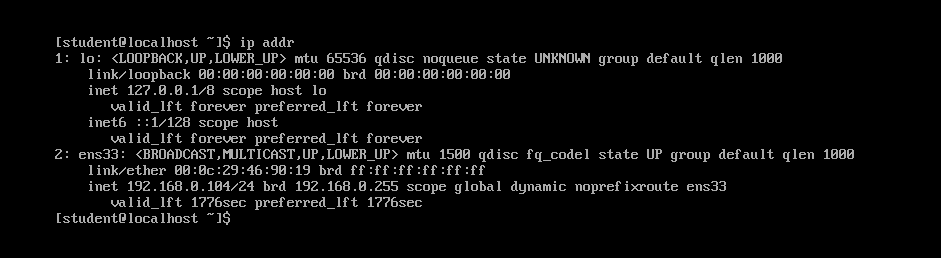 [student@localhost ~]$ ip addr
1: lo: <LOOPBACK,UP,LOWER_UP> mtu 65536 qdisc noqueue state UNKNOWN group default qlen 1000
    link/loopback 00:00:00:00:00:00 brd 00:00:00:00:00:00
    inet 127.0.0.1/8 scope host lo
       valid_lft forever preferred_lft forever
    inet6 ::1/128 scope host
       valid_lft forever preferred_lft forever
2: ens33: <BROADCAST,MULTICAST,UP,LOWER_UP> mtu 1500 qdisc fq_codel state UP group default qlen 1000
    link/ether 00:0c:29:46:90:19 brd ff:ff:ff:ff:ff:ff
    inet 192.168.0.104/24 brd 192.168.0.255 scope global dynamic noprefixroute ens33
       valid_lft 1776sec preferred_lft 1776sec
[student@localhost ~]$